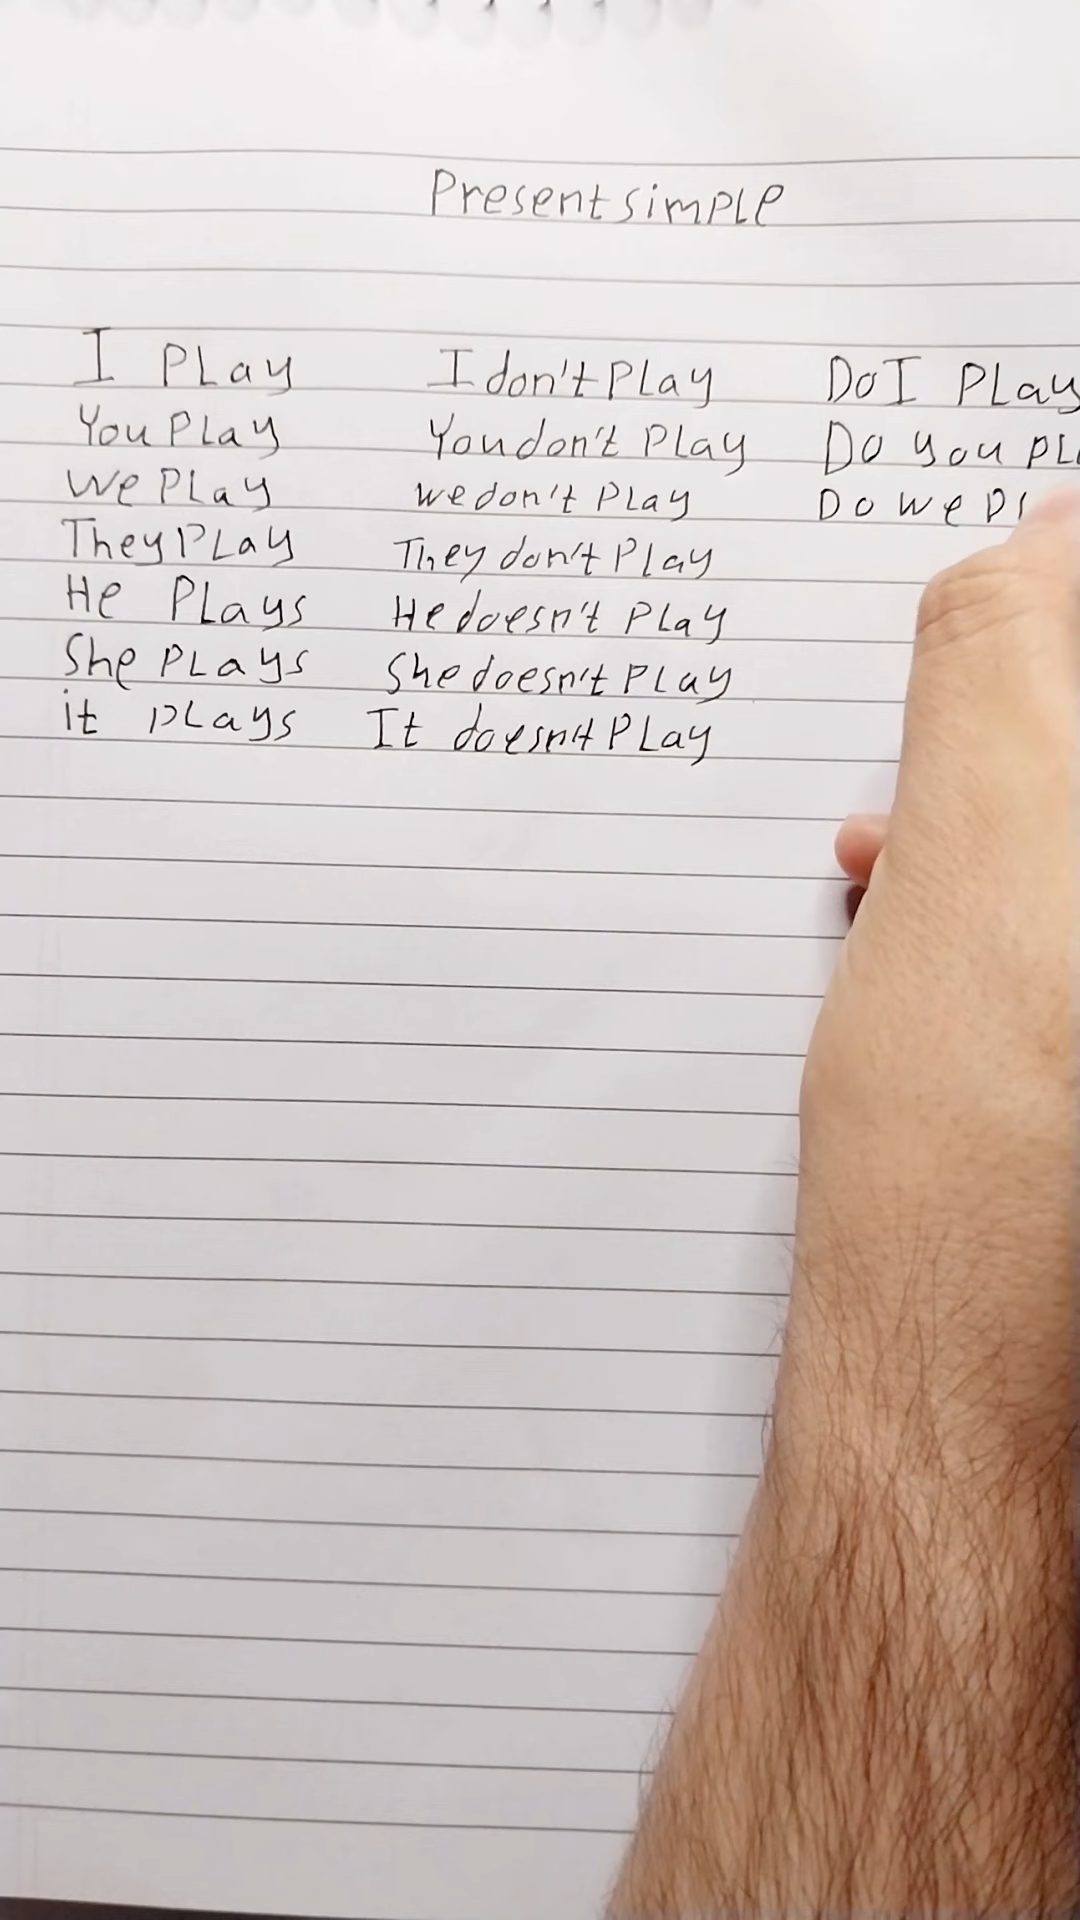 Present simple
I Play I don't Play Do I Play
You Play You don't Play Do you
We Play we don't Play Do we
They Play They don't Play
He Plays He doesn't Play
She Plays She doesn't Play
it plays It doesn't Play